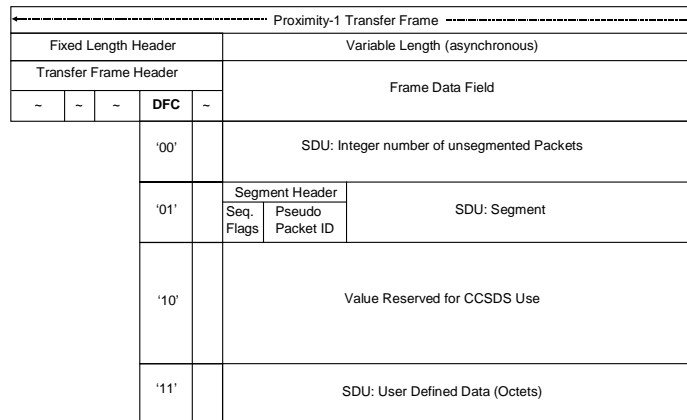 Proximity-1 Transfer Frame
Fixed Length Header
Variable Length (asynchronous)
Transfer Frame Header
Frame Data Field
~ ~ ~ DFC ~
‘00’
SDU: Integer number of unsegmented Packets
‘01’
Segment Header
Seq.
Flags
Pseudo
Packet ID
SDU: Segment
‘10’
Value Reserved for CCSDS Use
‘11’
SDU: User Defined Data (Octets)